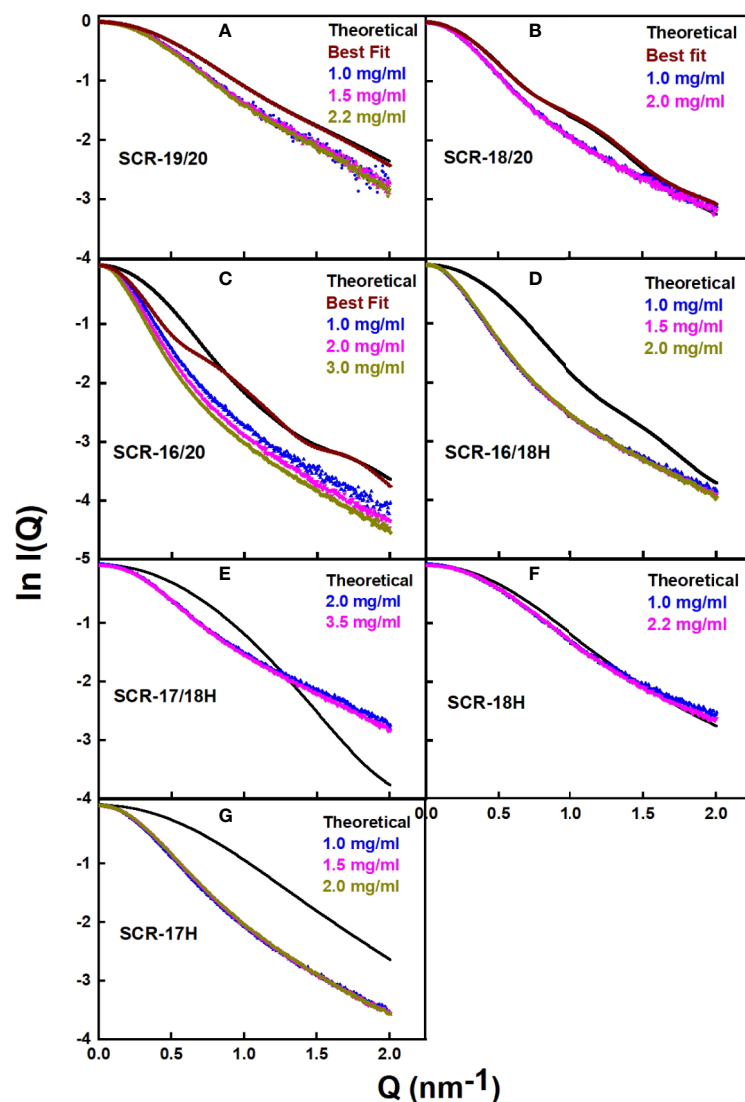 A
Theoretical
Best Fit
1.0 mg/ml
1.5 mg/ml
2.2 mg/ml
SCR-19/20
0
-1
-2
-3
-4
B
Theoretical
Best fit
1.0 mg/ml
2.0 mg/ml
SCR-18/20
C
Theoretical
Best Fit
1.0 mg/ml
2.0 mg/ml
3.0 mg/ml
SCR-16/20
-1
-2
-3
-4
-5
D
Theoretical
1.0 mg/ml
1.5 mg/ml
2.0 mg/ml
SCR-16/18H
E
Theoretical
2.0 mg/ml
3.5 mg/ml
SCR-17/18H
-1
-2
-3
-4
F
Theoretical
1.0 mg/ml
2.2 mg/ml
SCR-18H
0.0 0.5 1.0 1.5 2.0
G
Theoretical
1.0 mg/ml
1.5 mg/ml
2.0 mg/ml
SCR-17H
-1
-2
-3
-4
0.0 0.5 1.0 1.5 2.0
ln I(Q)
Q (nm⁻¹)